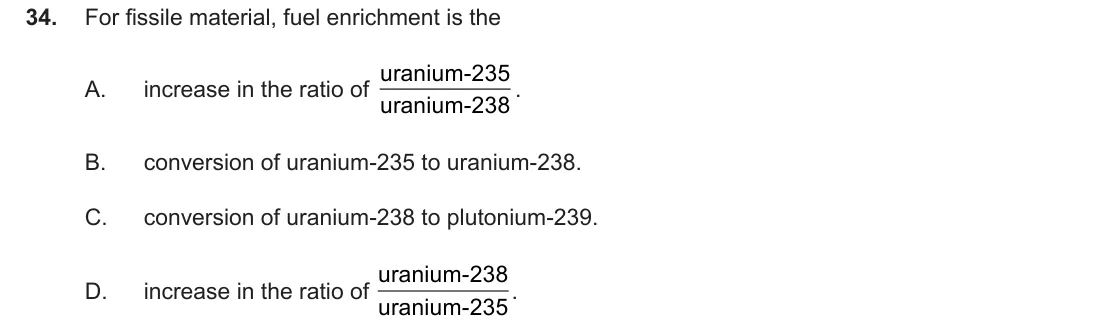 34. For fissile material, fuel enrichment is the
A. increase in the ratio of uranium-235 / uranium-238 .
B. conversion of uranium-235 to uranium-238.
C. conversion of uranium-238 to plutonium-239.
D. increase in the ratio of uranium-238 / uranium-235 .